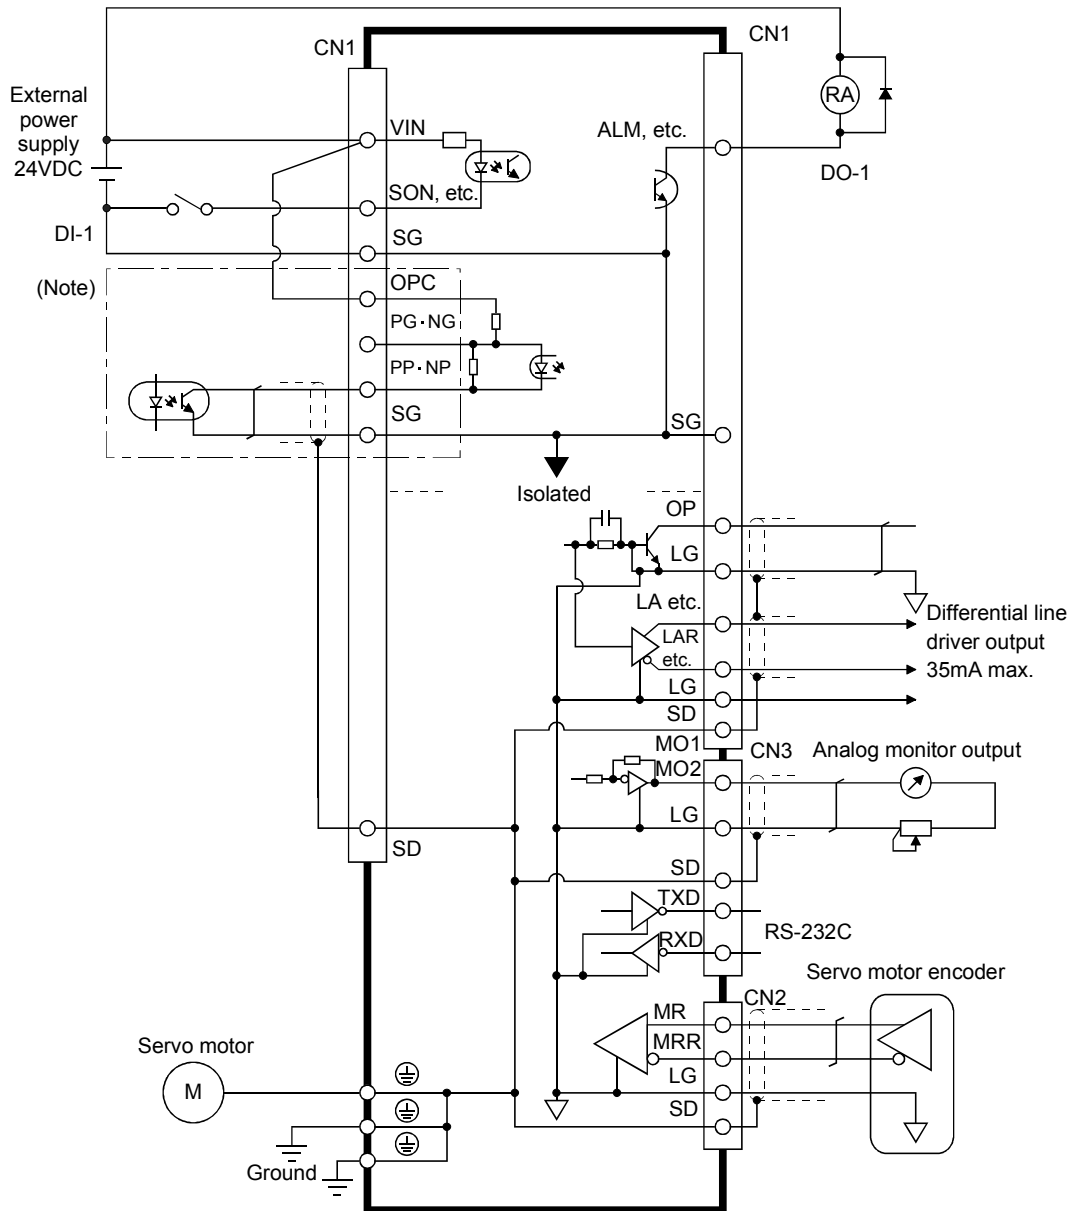 CN1
CN1
External
power
supply
24VDC
VIN
ALM, etc.
RA
DO-1
SON, etc.
DI-1
SG
(Note)
OPC
PG·NG
PP·NP
SG
SG
Isolated
OP
LG
LA etc.
LAR
etc.
LG
SD
Differential line
driver output
35mA max.
MO1
CN3
Analog monitor output
MO2
LG
SD
SD
TXD
RXD
RS-232C
Servo motor encoder
CN2
MR
MRR
LG
SD
Servo motor
M
Ground